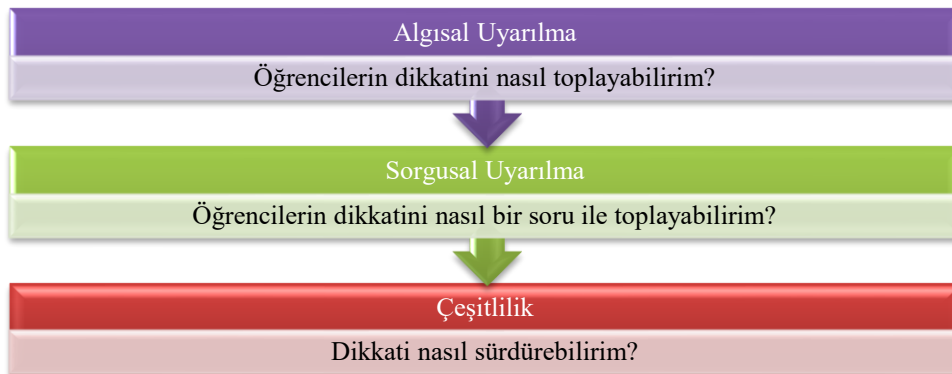 Algısal Uyarılma
Öğrencilerin dikkatini nasıl toplayabilirim?
Sorgusal Uyarılma
Öğrencilerin dikkatini nasıl bir soru ile toplayabilirim?
Çeşitlilik
Dikkati nasıl sürdürebilirim?